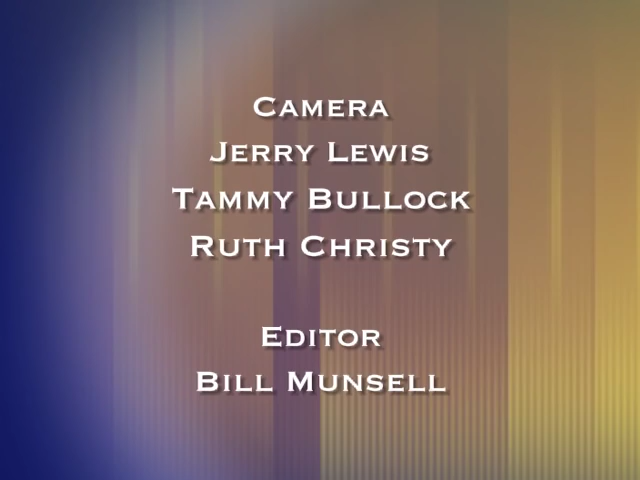 Camera
Jerry Lewis
Tammy Bullock
Ruth Christy
Editor
Bill Munsell